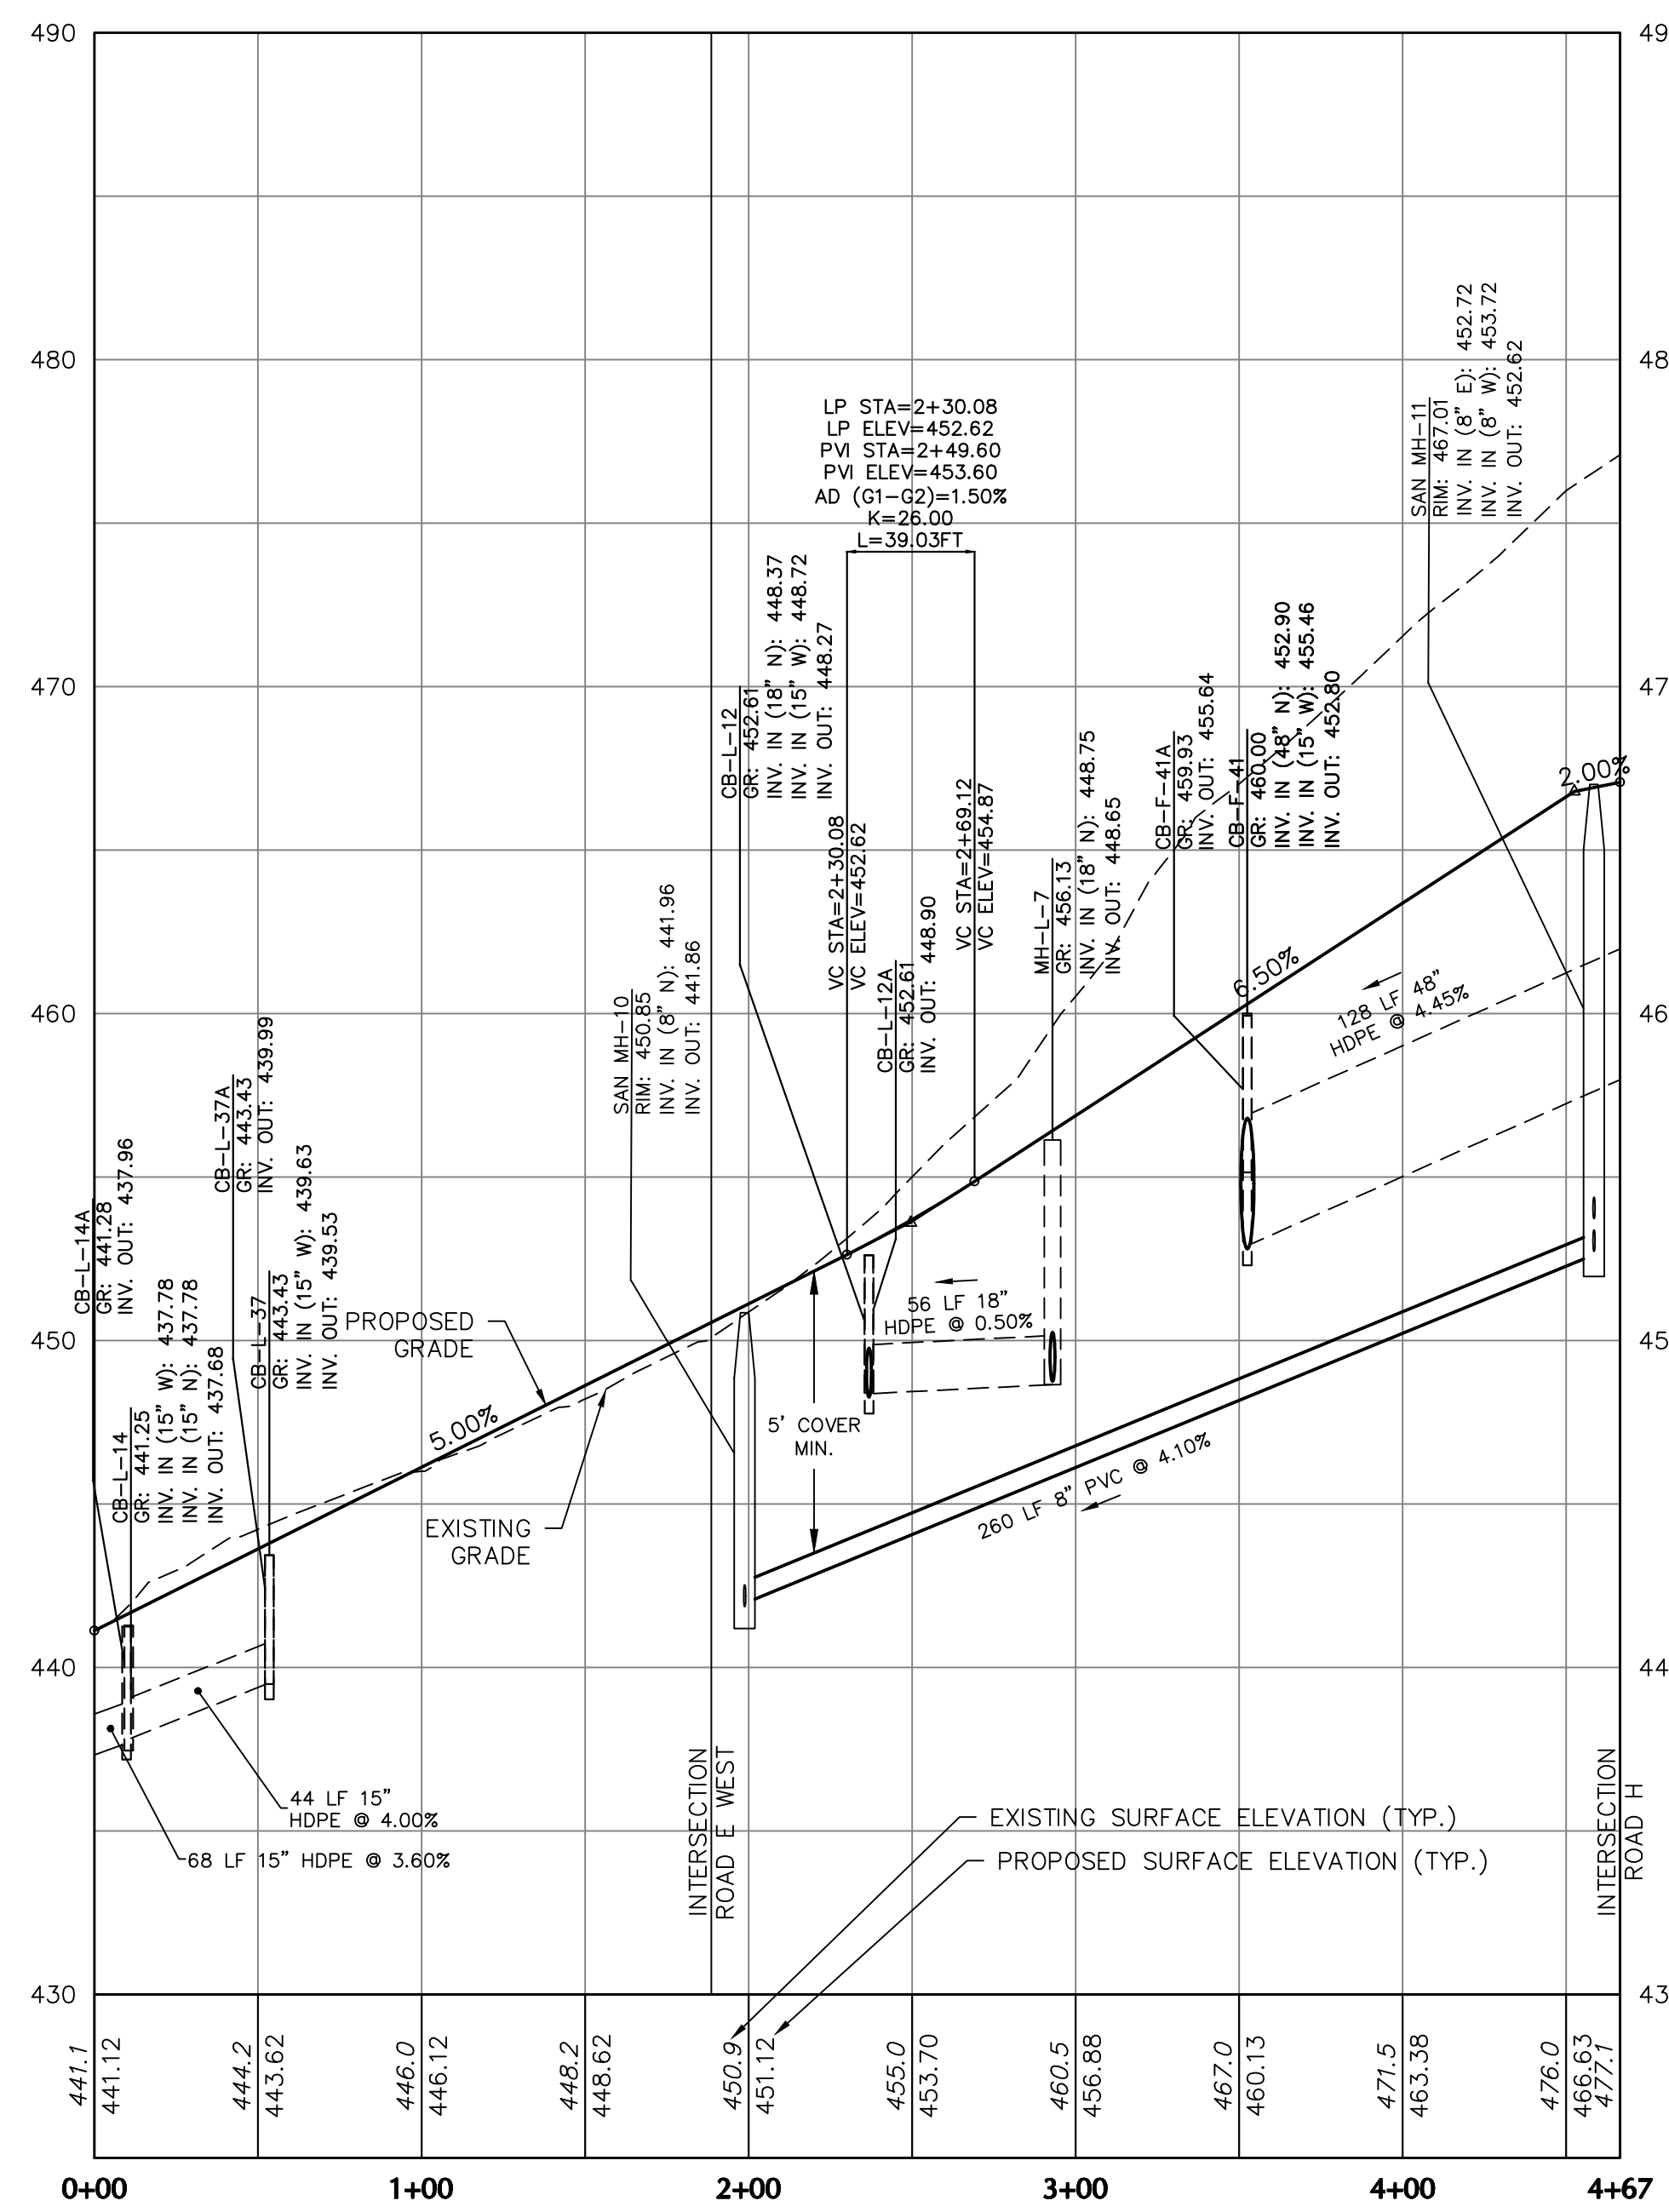 490
49
480
48
470
47
460
46
450
45
440
44
430
43
LP STA=2+30.08
LP ELEV=452.62
PVI STA=2+49.60
PVI ELEV=453.60
AD (G1-G2)=1.50%
K=26.00
L=39.03FT
CB-L-14A
GR: 441.28
INV. OUT: 437.96
CB-L-14
GR: 441.25
INV. IN (15" W): 437.78
INV. IN (15" N): 437.78
INV. OUT: 437.68
CB-L-37A
GR: 443.43
INV. OUT: 439.99
CB-L-37
GR: 443.43
INV. IN (15" W): 439.63
INV. OUT: 439.53
PROPOSED
GRADE
5.00%
EXISTING
GRADE
SAN MH-10
RIM: 450.85
INV. IN (8" N): 441.96
INV. OUT: 441.86
CB-L-12
GR: 452.61
INV. IN (18" N): 448.37
INV. IN (15" W): 448.72
INV. OUT: 448.27
VC STA=2+30.08
VC ELEV=452.62
CB-L-12A
GR: 452.61
INV. OUT: 448.90
VC STA=2+69.12
VC ELEV=454.87
MH-L-7
GR: 456.13
INV. IN (18" N): 448.75
INV. OUT: 448.65
CB-F-41A
GR: 459.93
INV. OUT: 455.64
CB-F-41
GR: 460.00
INV. IN (48" N): 452.90
INV. IN (15" W): 455.46
INV. OUT: 452.80
SAN MH-11
RIM: 467.01
INV. IN (8" E): 452.72
INV. IN (8" W): 453.72
INV. OUT: 452.62
2.00%
6.50%
128 LF 48"
HDPE @ 4.45%
56 LF 18"
HDPE @ 0.50%
5' COVER
MIN.
260 LF 8" PVC @ 4.10%
44 LF 15"
HDPE @ 4.00%
68 LF 15" HDPE @ 3.60%
INTERSECTION
ROAD E WEST
EXISTING SURFACE ELEVATION (TYP.)
PROPOSED SURFACE ELEVATION (TYP.)
INTERSECTION
ROAD H
441.1
441.12
444.2
443.62
446.0
446.12
448.2
448.62
450.9
451.12
455.0
453.70
460.5
456.88
467.0
460.13
471.5
463.38
476.0
466.63
477.1
0+00
1+00
2+00
3+00
4+00
4+67